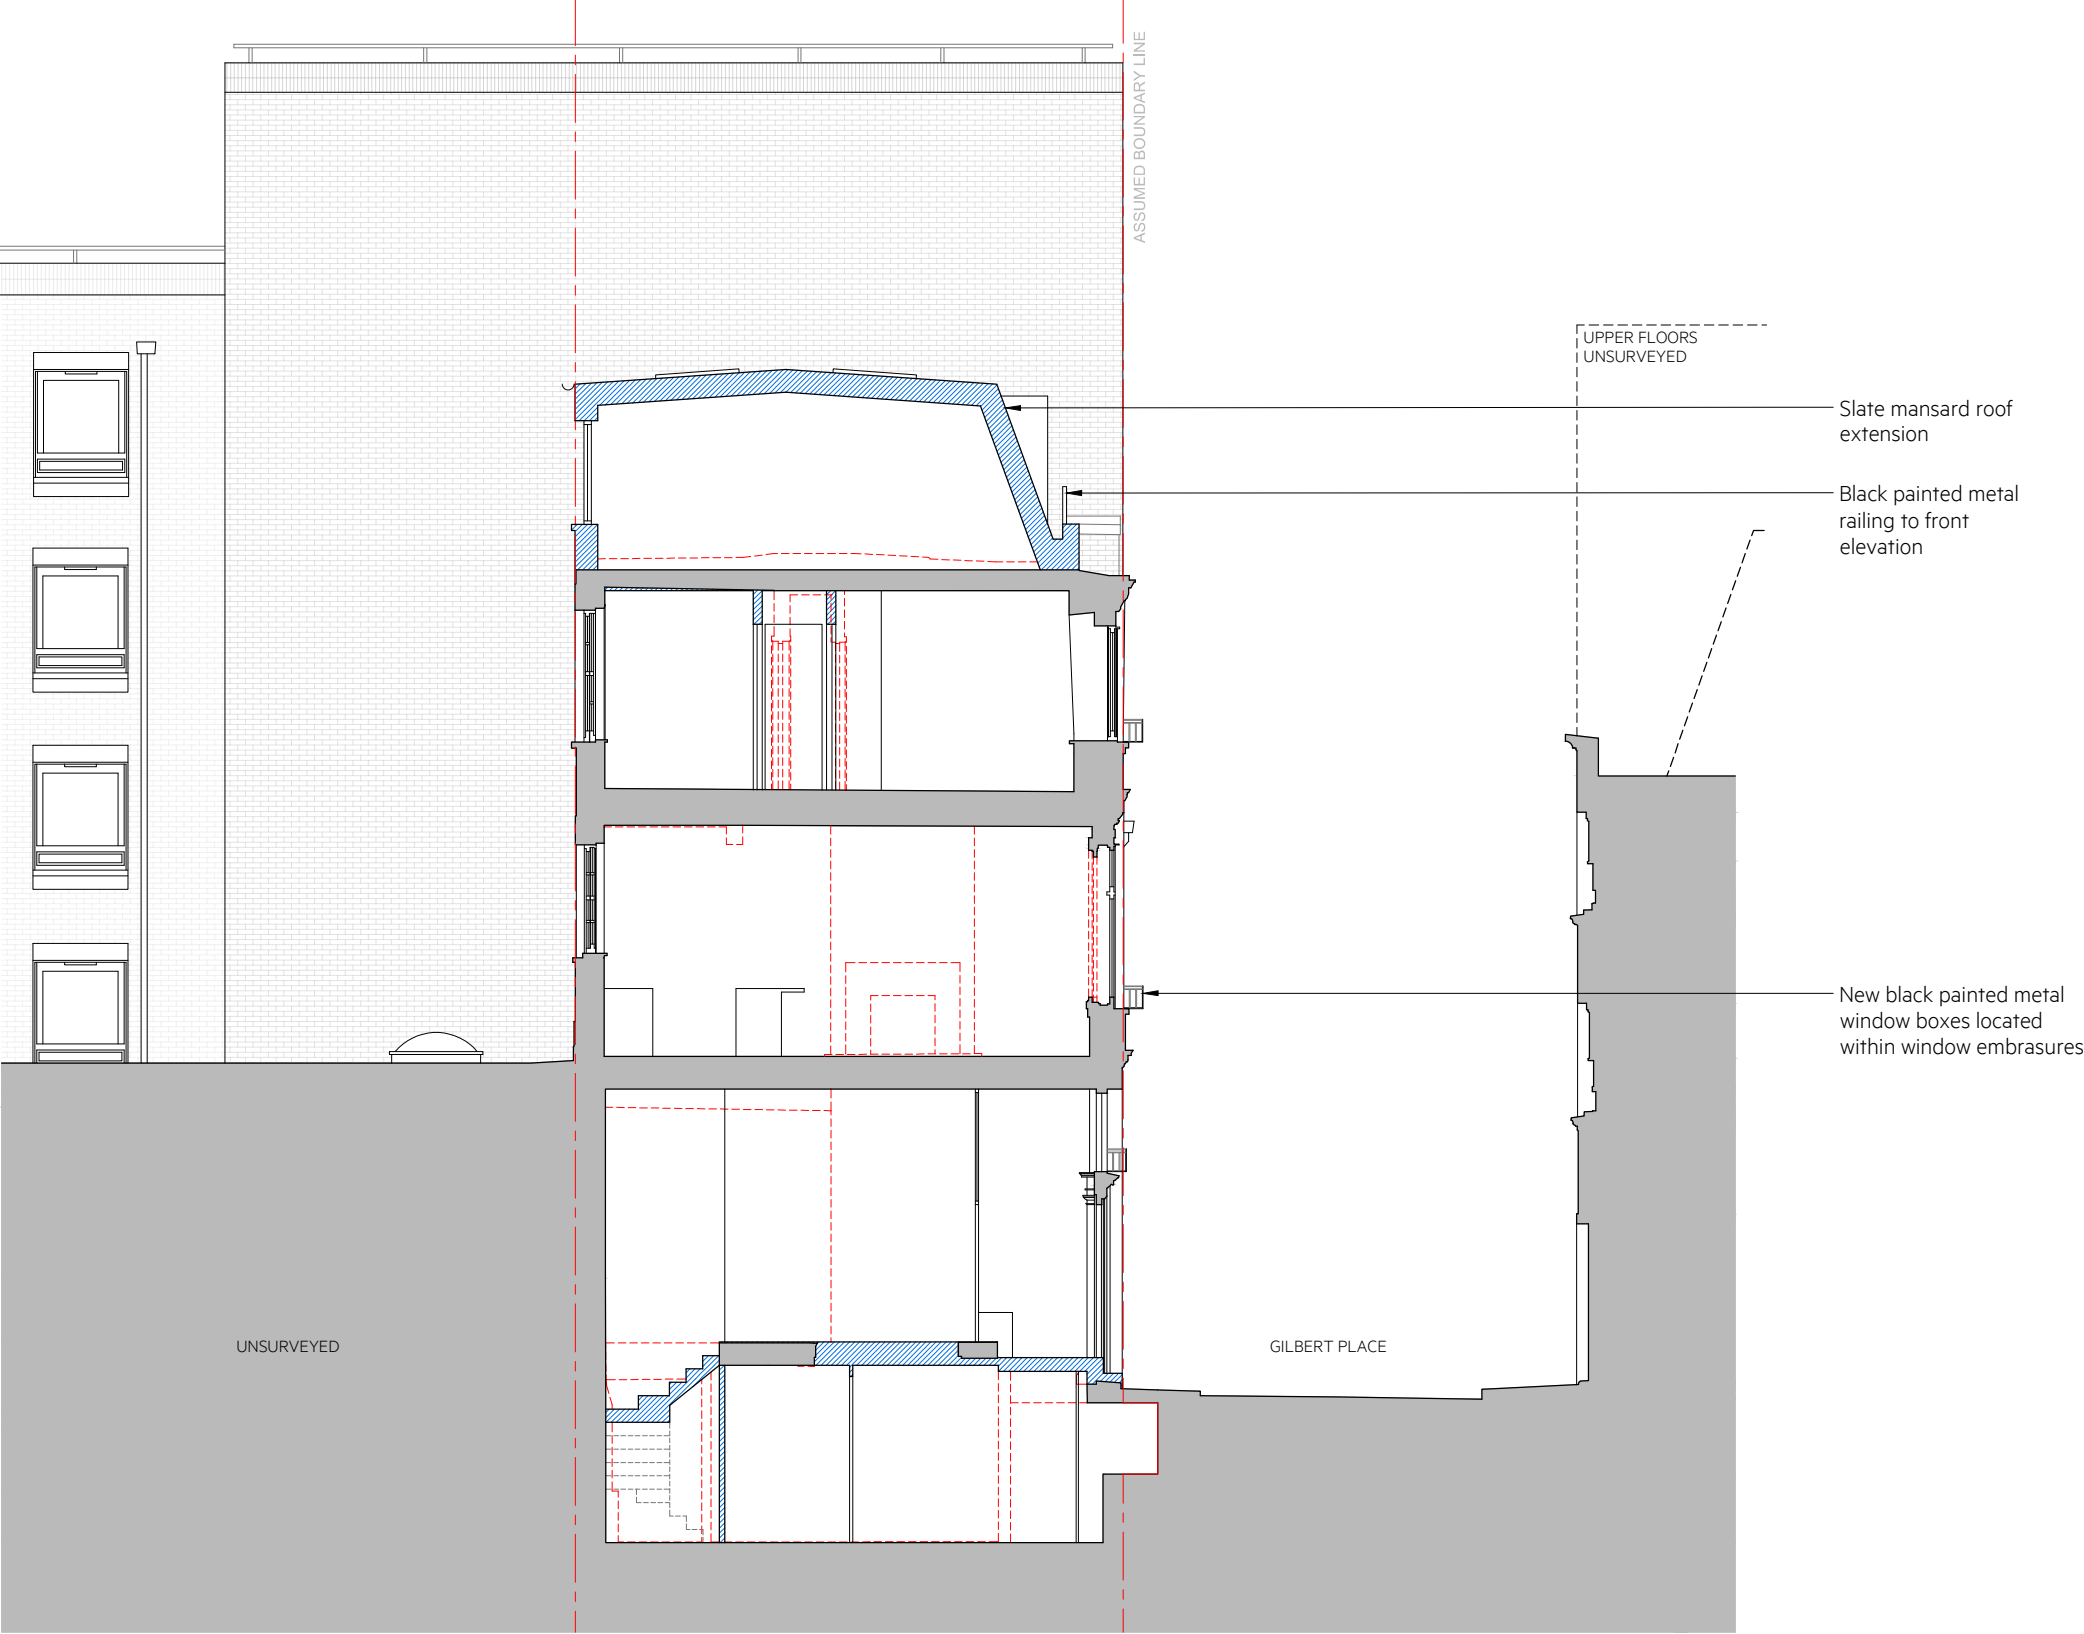 ASSUMED BOUNDARY LINE
UPPER FLOORS
UNSURVEYED
Slate mansard roof
extension
Black painted metal
railing to front
elevation
New black painted metal
window boxes located
within window embrasures
UNSURVEYED
GILBERT PLACE